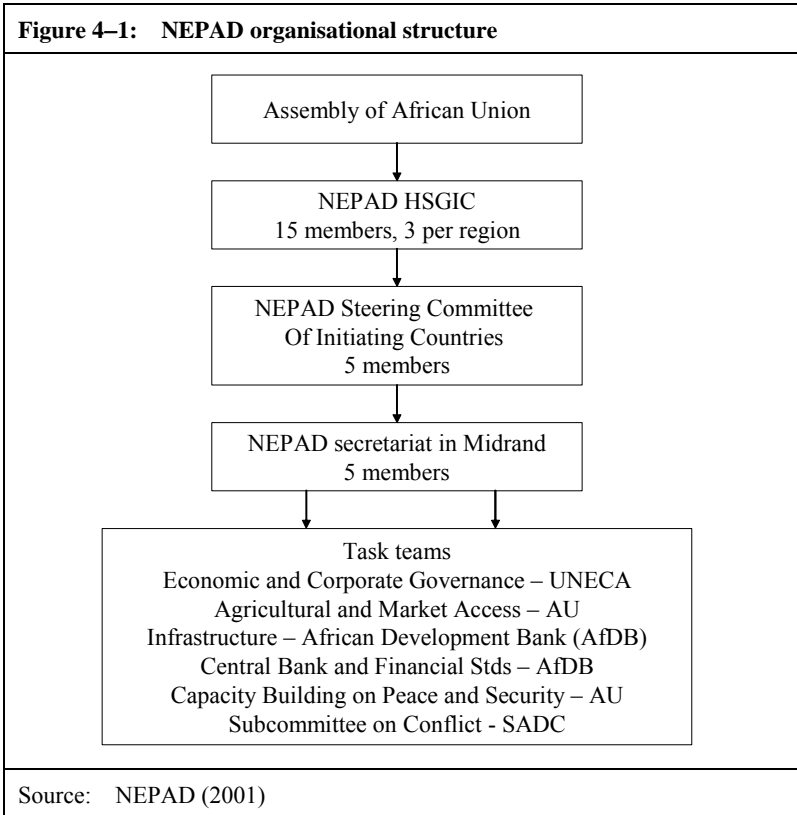 Figure 4–1: NEPAD organisational structure
Assembly of African Union
NEPAD HSGIC
15 members, 3 per region
NEPAD Steering Committee
Of Initiating Countries
5 members
NEPAD secretariat in Midrand
5 members
Task teams
Economic and Corporate Governance – UNECA
Agricultural and Market Access – AU
Infrastructure – African Development Bank (AfDB)
Central Bank and Financial Stds – AfDB
Capacity Building on Peace and Security – AU
Subcommittee on Conflict - SADC
Source: NEPAD (2001)